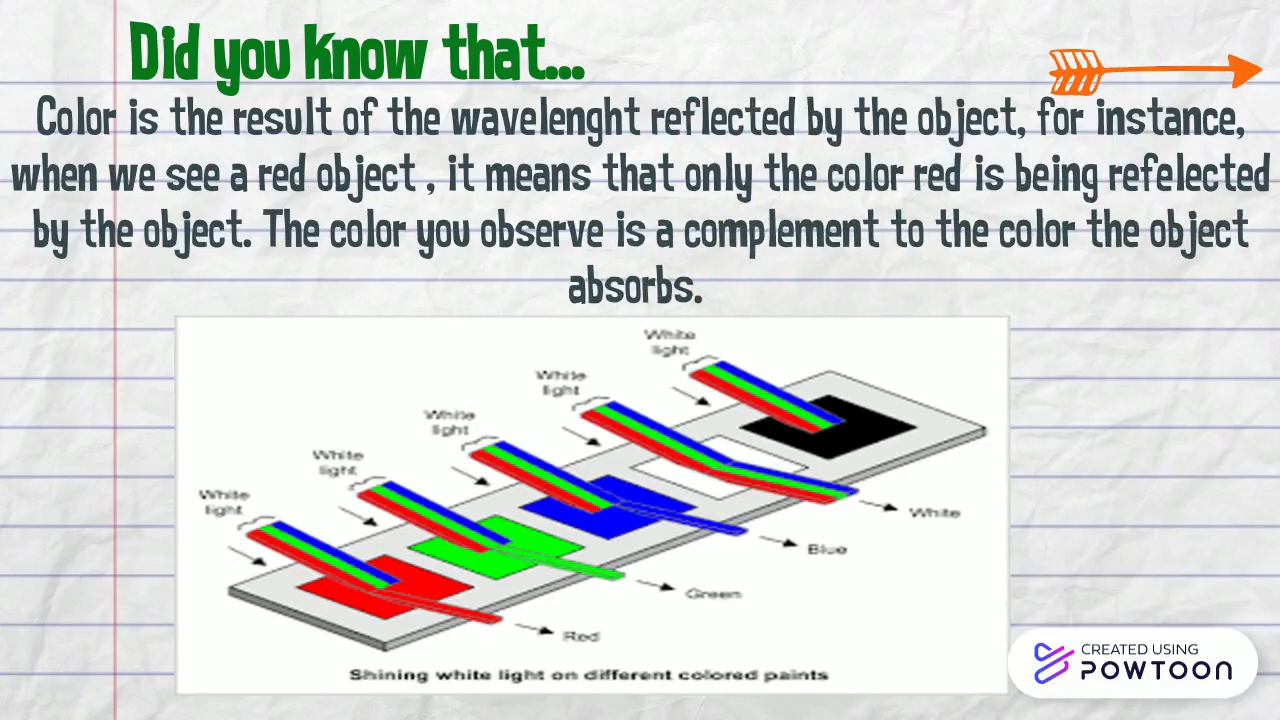 Did you know that...
Color is the result of the wavelenght reflected by the object, for instance,
when we see a red object , it means that only the color red is being refelected
by the object. The color you observe is a complement to the color the object
absorbs.
White
light
White
light
White
light
White
light
White
light
White
Blue
Green
Red
Shining white light on different colored paints
CREATED USING
POWTOON